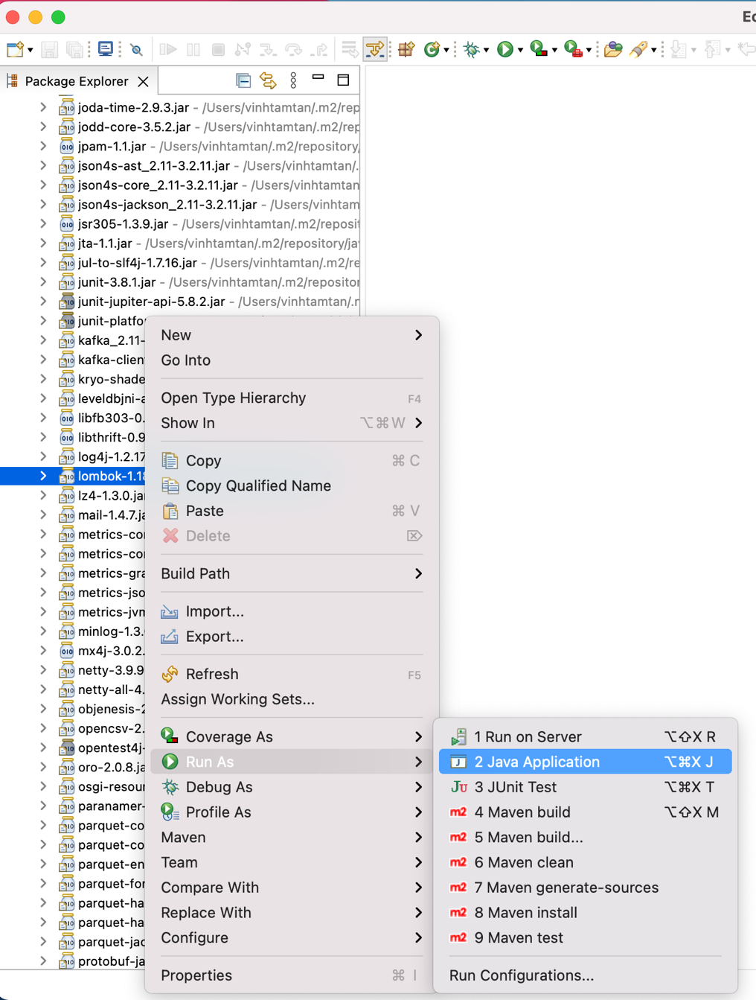 Ec
Package Explorer
joda-time-2.9.3.jar - /Users/vinhtamtan/.m2/rep
jodd-core-3.5.2.jar - /Users/vinhtamtan/.m2/rep
jpam-1.1.jar - /Users/vinhtamtan/.m2/repository/
json4s-ast_2.11-3.2.11.jar - /Users/vinhtamtan/.
json4s-core_2.11-3.2.11.jar - /Users/vinhtamtan
json4s-jackson_2.11-3.2.11.jar - /Users/vinhtam
jsr305-1.3.9.jar - /Users/vinhtamtan/.m2/reposit
jta-1.1.jar - /Users/vinhtamtan/.m2/repository/ja
jul-to-slf4j-1.7.16.jar - /Users/vinhtamtan/.m2/re
junit-3.8.1.jar - /Users/vinhtamtan/.m2/repositor
junit-jupiter-api-5.8.2.jar - /Users/vinhtamtan/.
junit-platfo
kafka_2.11-
kafka-clien
kryo-shade
leveldbjni-a
libfb303-0.
libthrift-0.9
log4j-1.2.17
lombok-1.18
lz4-1.3.0.ja
mail-1.4.7.ja
metrics-co
metrics-co
metrics-gra
metrics-jso
metrics-jvm
minlog-1.3.
mx4j-3.0.2.
netty-3.9.9
netty-all-4.
objenesis-2
opencsv-2.
opentest4j-
oro-2.0.8.ja
osgi-resour
paranamer-
parquet-co
parquet-co
parquet-en
parquet-for
parquet-ha
parquet-ha
parquet-jac
protobuf-ja
New
Go Into
Open Type Hierarchy F4
Show In ⌥⌘W
Copy ⌘ C
Copy Qualified Name
Paste ⌘ V
Delete ⌦
Build Path
Import...
Export...
Refresh F5
Assign Working Sets...
Coverage As
Run As
Debug As
Profile As
Maven
Team
Compare With
Replace With
Configure
Properties ⌘ I
1 Run on Server ⌥⇧X R
2 Java Application ⌥⌘X J
3 JUnit Test ⌥⌘X T
4 Maven build ⌥⇧X M
5 Maven build...
6 Maven clean
7 Maven generate-sources
8 Maven install
9 Maven test
Run Configurations...